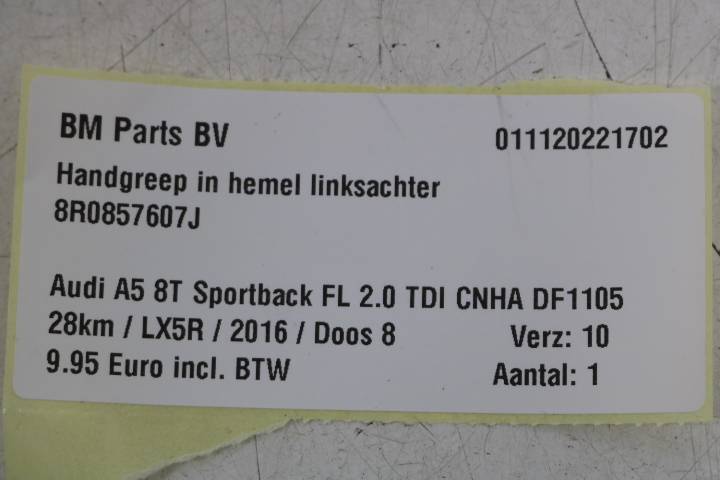 BM Parts BV 011120221702
Handgreep in hemel linksachter
8R0857607J
Audi A5 8T Sportback FL 2.0 TDI CNHA DF1105
28km / LX5R / 2016 / Doos 8 Verz: 10
9.95 Euro incl. BTW Aantal: 1